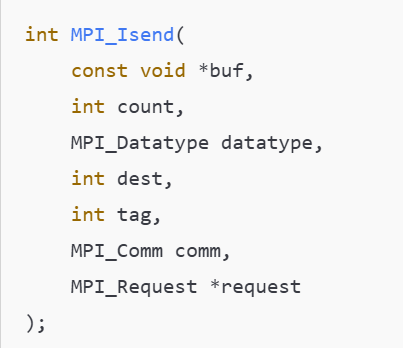 int MPI_Isend(
    const void *buf,
    int count,
    MPI_Datatype datatype,
    int dest,
    int tag,
    MPI_Comm comm,
    MPI_Request *request
);